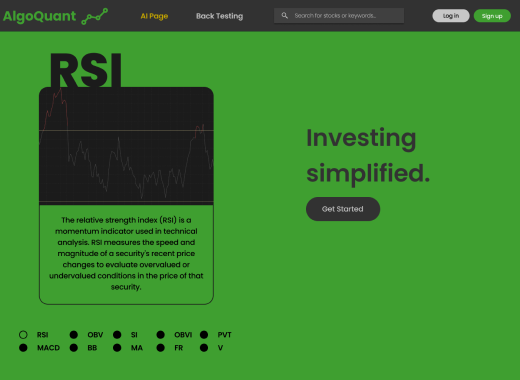 AlgoQuant
AI Page
Back Testing
Search for stocks or keywords..
Log in
Sign up
RSI
The relative strength index (RSI) is a
momentum indicator used in technical
analysis. RSI measures the speed and
magnitude of a security's recent price
changes to evaluate overvalued or
undervalued conditions in the price of that
security.
Investing
simplified.
Get Started
RSI OBV SI OBVI PVT
MACD BB MA FR V